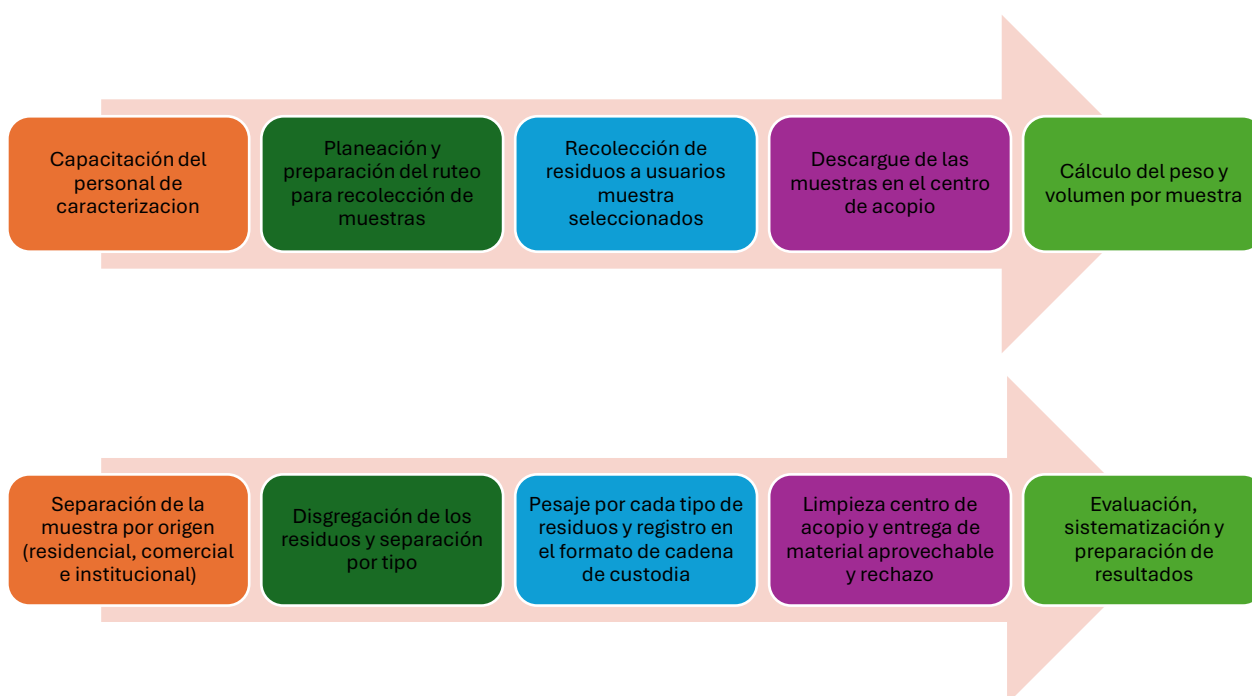 Capacitación del
personal de
caracterizacion
Planeación y
preparación del ruteo
para recolección de
muestras
Recolección de
residuos a usuarios
muestra
seleccionados
Descargue de las
muestras en el centro
de acopio
Cálculo del peso y
volumen por muestra
Separación de la
muestra por origen
(residencial, comercial
e institucional)
Disgregación de los
residuos y separación
por tipo
Pesaje por cada tipo de
residuos y registro en
el formato de cadena
de custodia
Limpieza centro de
acopio y entrega de
material aprovechable
y rechazo
Evaluación,
sistematización y
preparación de
resultados